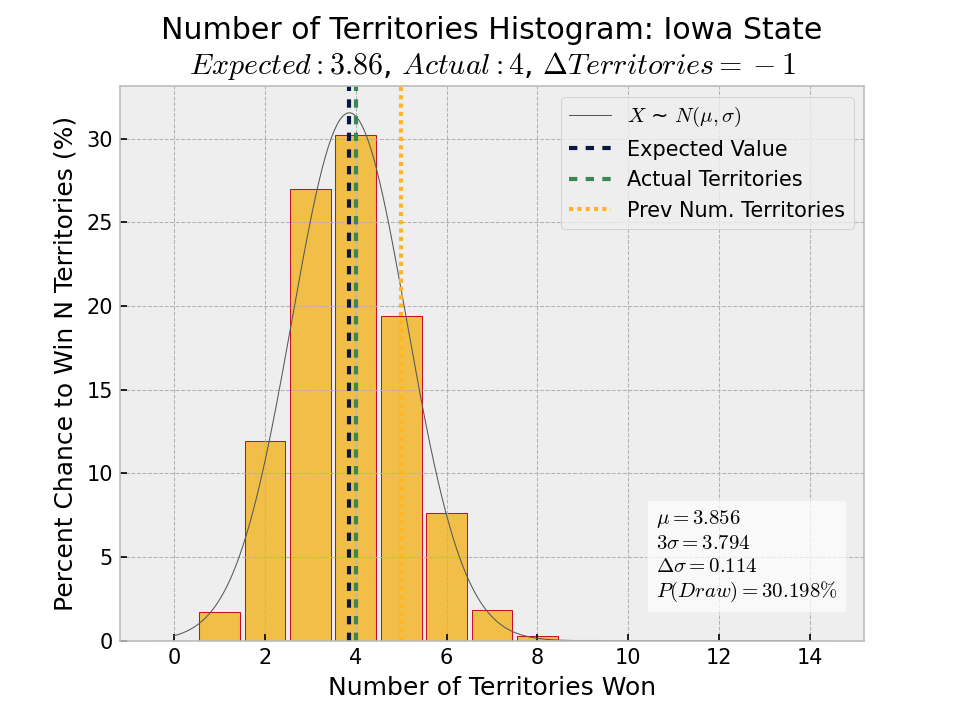 Number of Territories Histogram: Iowa State
Expected : 3.86, Actual : 4, ΔTerritories = −1
Percent Chance to Win N Territories (%)
30
25
20
15
10
5
0
X ∼ N(μ, σ)
Expected Value
Actual Territories
Prev Num. Territories
μ = 3.856
3σ = 3.794
Δσ = 0.114
P(Draw) = 30.198%
0 2 4 6 8 10 12 14
Number of Territories Won